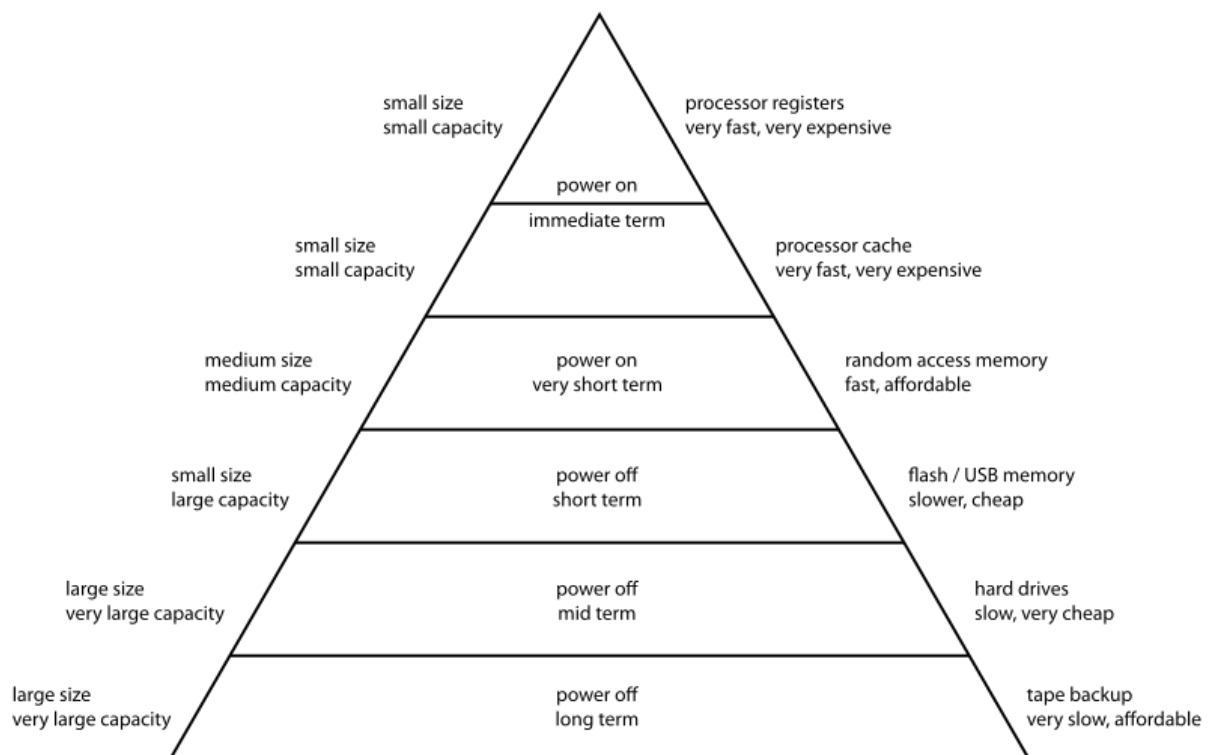 small size
small capacity
processor registers
very fast, very expensive
power on
immediate term
small size
small capacity
processor cache
very fast, very expensive
medium size
medium capacity
power on
very short term
random access memory
fast, affordable
small size
large capacity
power off
short term
flash / USB memory
slower, cheap
large size
very large capacity
power off
mid term
hard drives
slow, very cheap
large size
very large capacity
power off
long term
tape backup
very slow, affordable